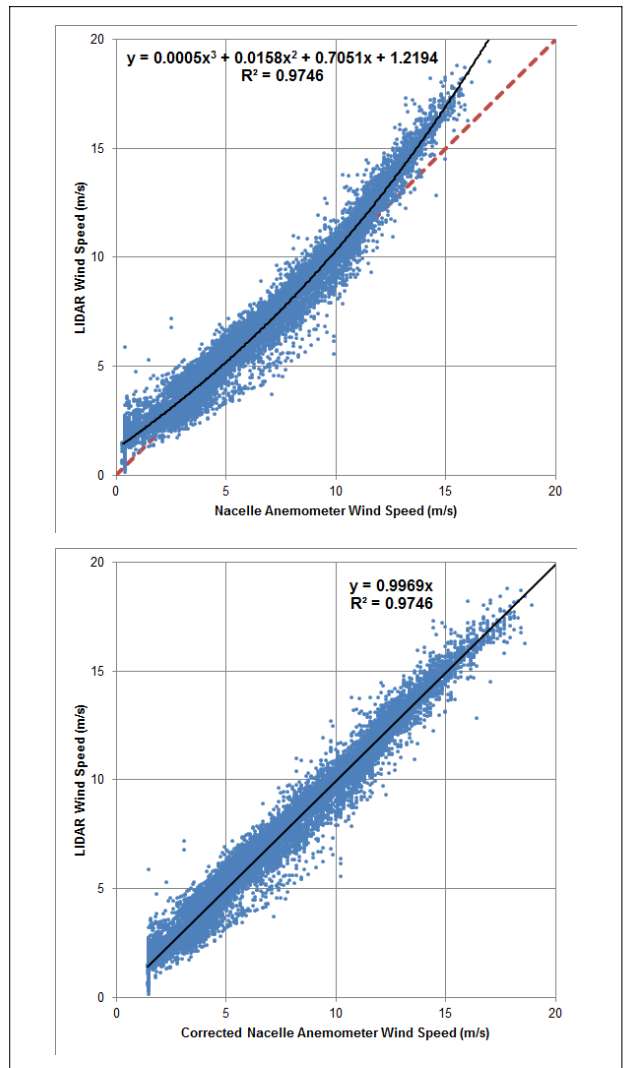 20
y = 0.0005x³ + 0.0158x² + 0.7051x + 1.2194
R² = 0.9746
15
LIDAR Wind Speed (m/s)
10
5
0
0 5 10 15 20
Nacelle Anemometer Wind Speed (m/s)
20
y = 0.9969x
R² = 0.9746
15
LIDAR Wind Speed (m/s)
10
5
0
0 5 10 15 20
Corrected Nacelle Anemometer Wind Speed (m/s)